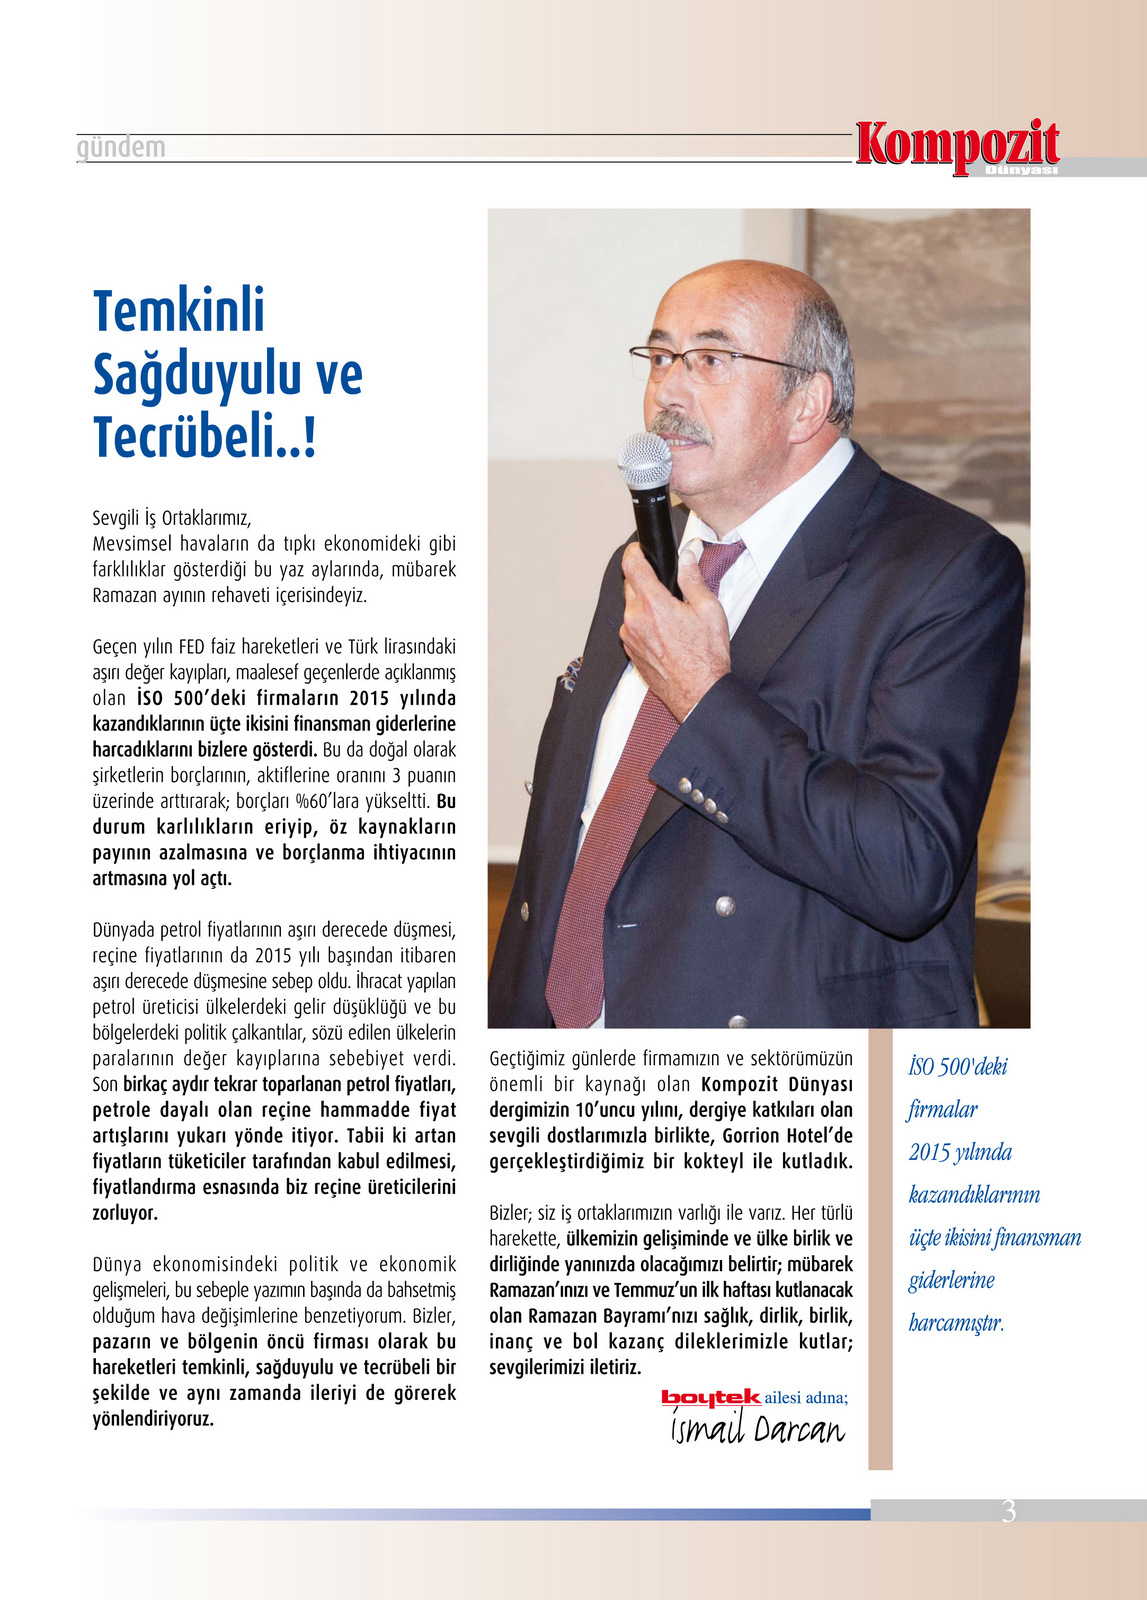 gündem
Kompozit
Dünyası
Temkinli
Sağduyulu ve
Tecrübeli..!
Sevgili İş Ortaklarımız,
Mevsimsel havaların da tıpkı ekonomideki gibi
farklılıklar gösterdiği bu yaz aylarında, mübarek
Ramazan ayının rehaveti içerisindeyiz.
Geçen yılın FED faiz hareketleri ve Türk lirasındaki
aşırı değer kayıpları, maalesef geçenlerde açıklanmış
olan İSO 500’deki firmaların 2015 yılında
kazandıklarının üçte ikisini finansman giderlerine
harcadıklarını bizlere gösterdi. Bu da doğal olarak
şirketlerin borçlarının, aktiflerine oranını 3 puanın
üzerinde arttırarak; borçları %60’lara yükseltti. Bu
durum karlılıkların eriyip, öz kaynakların
payının azalmasına ve borçlanma ihtiyacının
artmasına yol açtı.
Dünyada petrol fiyatlarının aşırı derecede düşmesi,
reçine fiyatlarının da 2015 yılı başından itibaren
aşırı derecede düşmesine sebep oldu. İhracat yapılan
petrol üreticisi ülkelerdeki gelir düşüklüğü ve bu
bölgelerdeki politik çalkantılar, sözü edilen ülkelerin
paralarının değer kayıplarına sebebiyet verdi.
Son birkaç aydır tekrar toparlanan petrol fiyatları,
petrole dayalı olan reçine hammadde fiyat
artışlarını yukarı yönde itiyor. Tabii ki artan
fiyatların tüketiciler tarafından kabul edilmesi,
fiyatlandırma esnasında biz reçine üreticilerini
zorluyor.
Dünya ekonomisindeki politik ve ekonomik
gelişmeleri, bu sebeple yazımın başında da bahsetmiş
olduğum hava değişimlerine benzetiyorum. Bizler,
pazarın ve bölgenin öncü firması olarak bu
hareketleri temkinli, sağduyulu ve tecrübeli bir
şekilde ve aynı zamanda ileriyi de görerek
yönlendiriyoruz.
Geçtiğimiz günlerde firmamızın ve sektörümüzün
önemli bir kaynağı olan Kompozit Dünyası
dergimizin 10’uncu yılını, dergiye katkıları olan
sevgili dostlarımızla birlikte, Gorrion Hotel’de
gerçekleştirdiğimiz bir kokteyl ile kutladık.
Bizler; siz iş ortaklarımızın varlığı ile varız. Her türlü
harekette, ülkemizin gelişiminde ve ülke birlik ve
dirliğinde yanınızda olacağımızı belirtir; mübarek
Ramazan’ınızı ve Temmuz’un ilk haftası kutlanacak
olan Ramazan Bayramı’nızı sağlık, dirlik, birlik,
inanç ve bol kazanç dileklerimizle kutlar;
sevgilerimizi iletiriz.
boytek ailesi adına;
İsmail Darcan
İSO 500'deki
firmalar
2015 yılında
kazandıklarının
üçte ikisini finansman
giderlerine
harcamıştır.
3